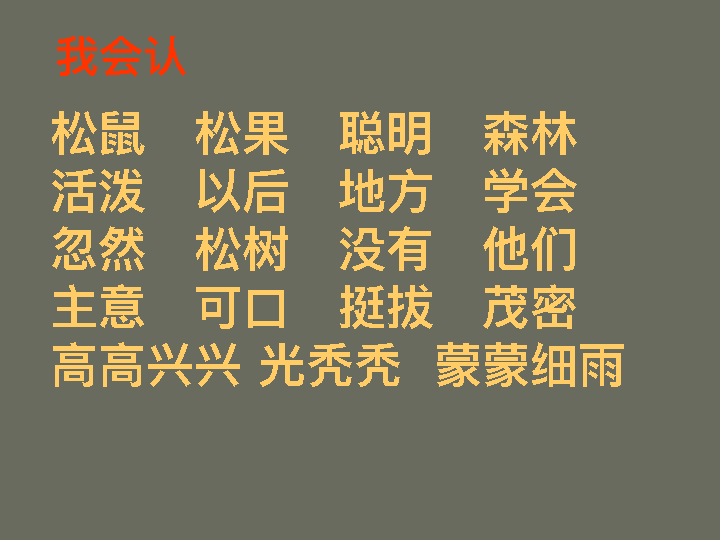 我会认
松鼠 松果 聪明 森林
活泼 以后 地方 学会
忽然 松树 没有 他们
主意 可口 挺拔 茂密
高高兴兴 光秃秃 蒙蒙细雨